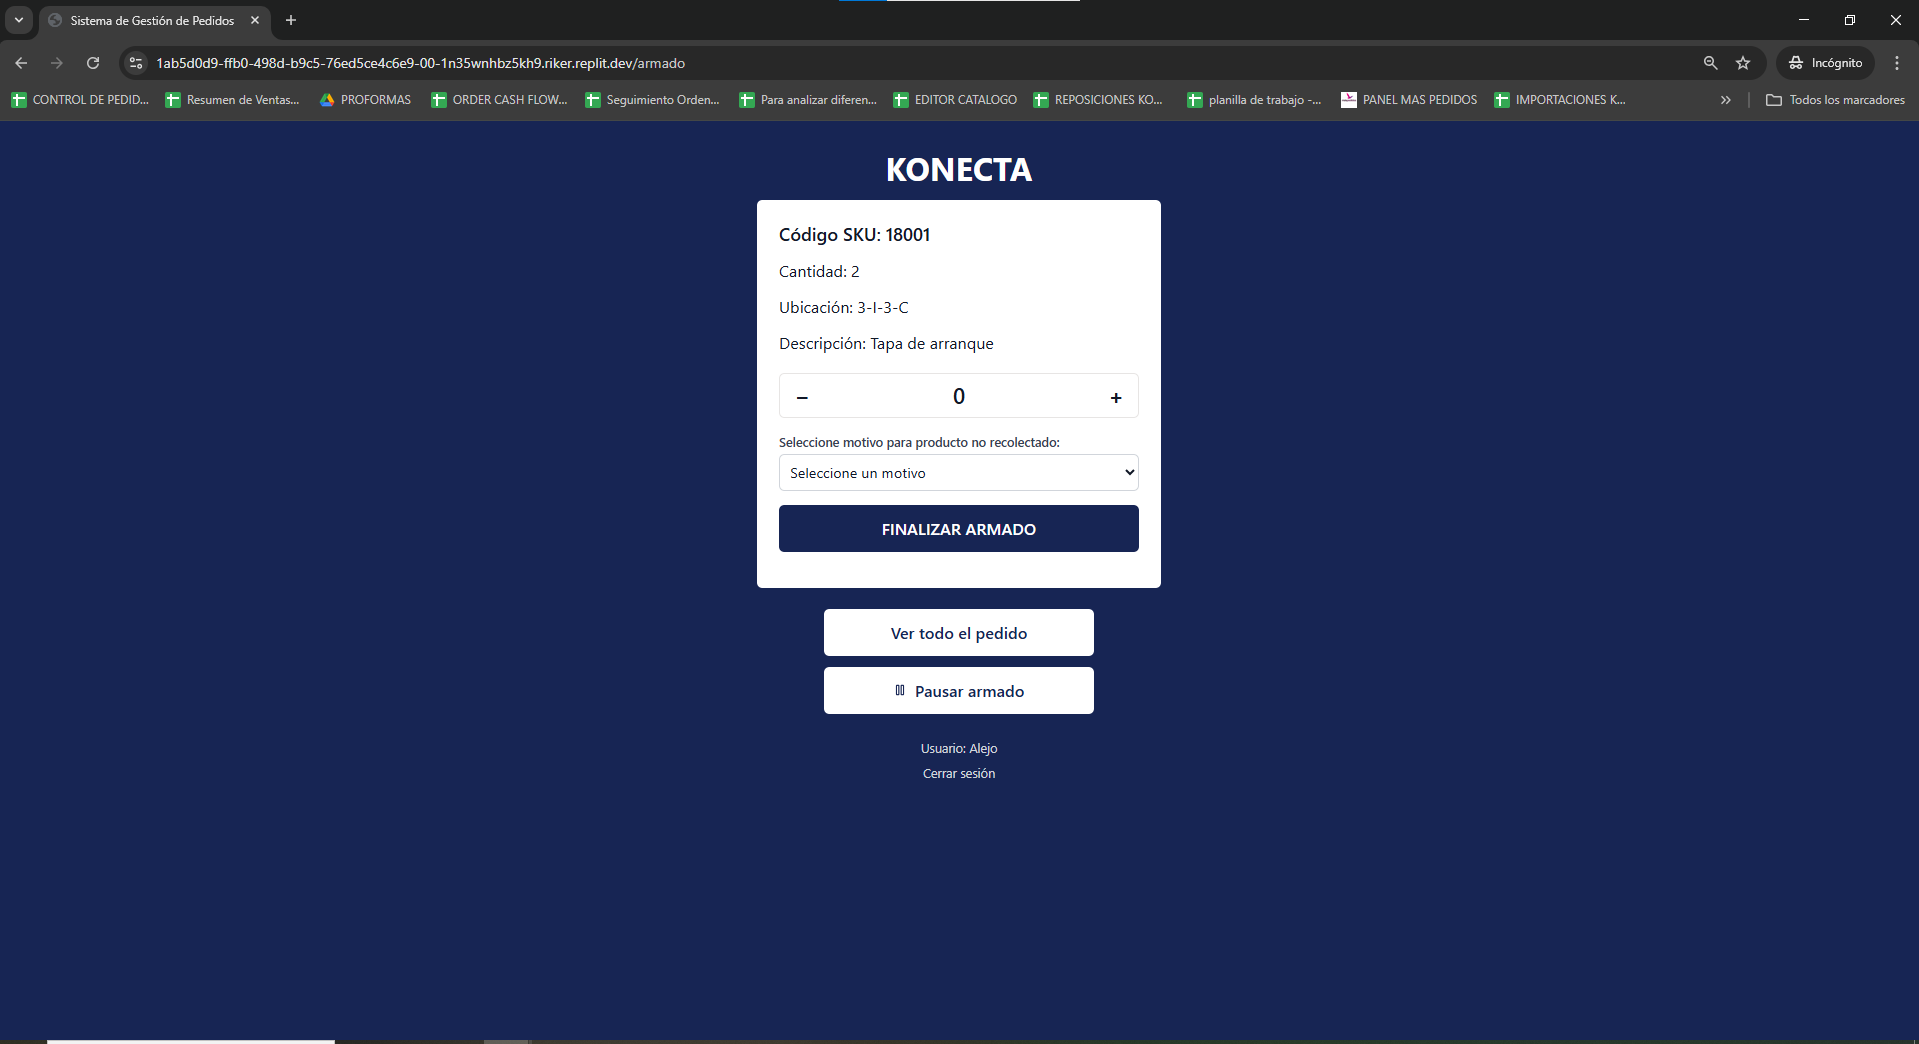 Sistema de Gestión de Pedidos
1ab5d0d9-ffb0-498d-b9c5-76ed5ce4c6e9-00-1n35wnhbz5kh9.riker.replit.dev/armado
Incógnito
CONTROL DE PEDID...
Resumen de Ventas...
PROFORMAS
ORDER CASH FLOW...
Seguimiento Orden...
Para analizar diferen...
EDITOR CATALOGO
REPOSICIONES KO...
planilla de trabajo -...
PANEL MAS PEDIDOS
IMPORTACIONES K...
Todos los marcadores
KONECTA
Código SKU: 18001
Cantidad: 2
Ubicación: 3-I-3-C
Descripción: Tapa de arranque
− 0 +
Seleccione motivo para producto no recolectado:
Seleccione un motivo
FINALIZAR ARMADO
Ver todo el pedido
Pausar armado
Usuario: Alejo
Cerrar sesión